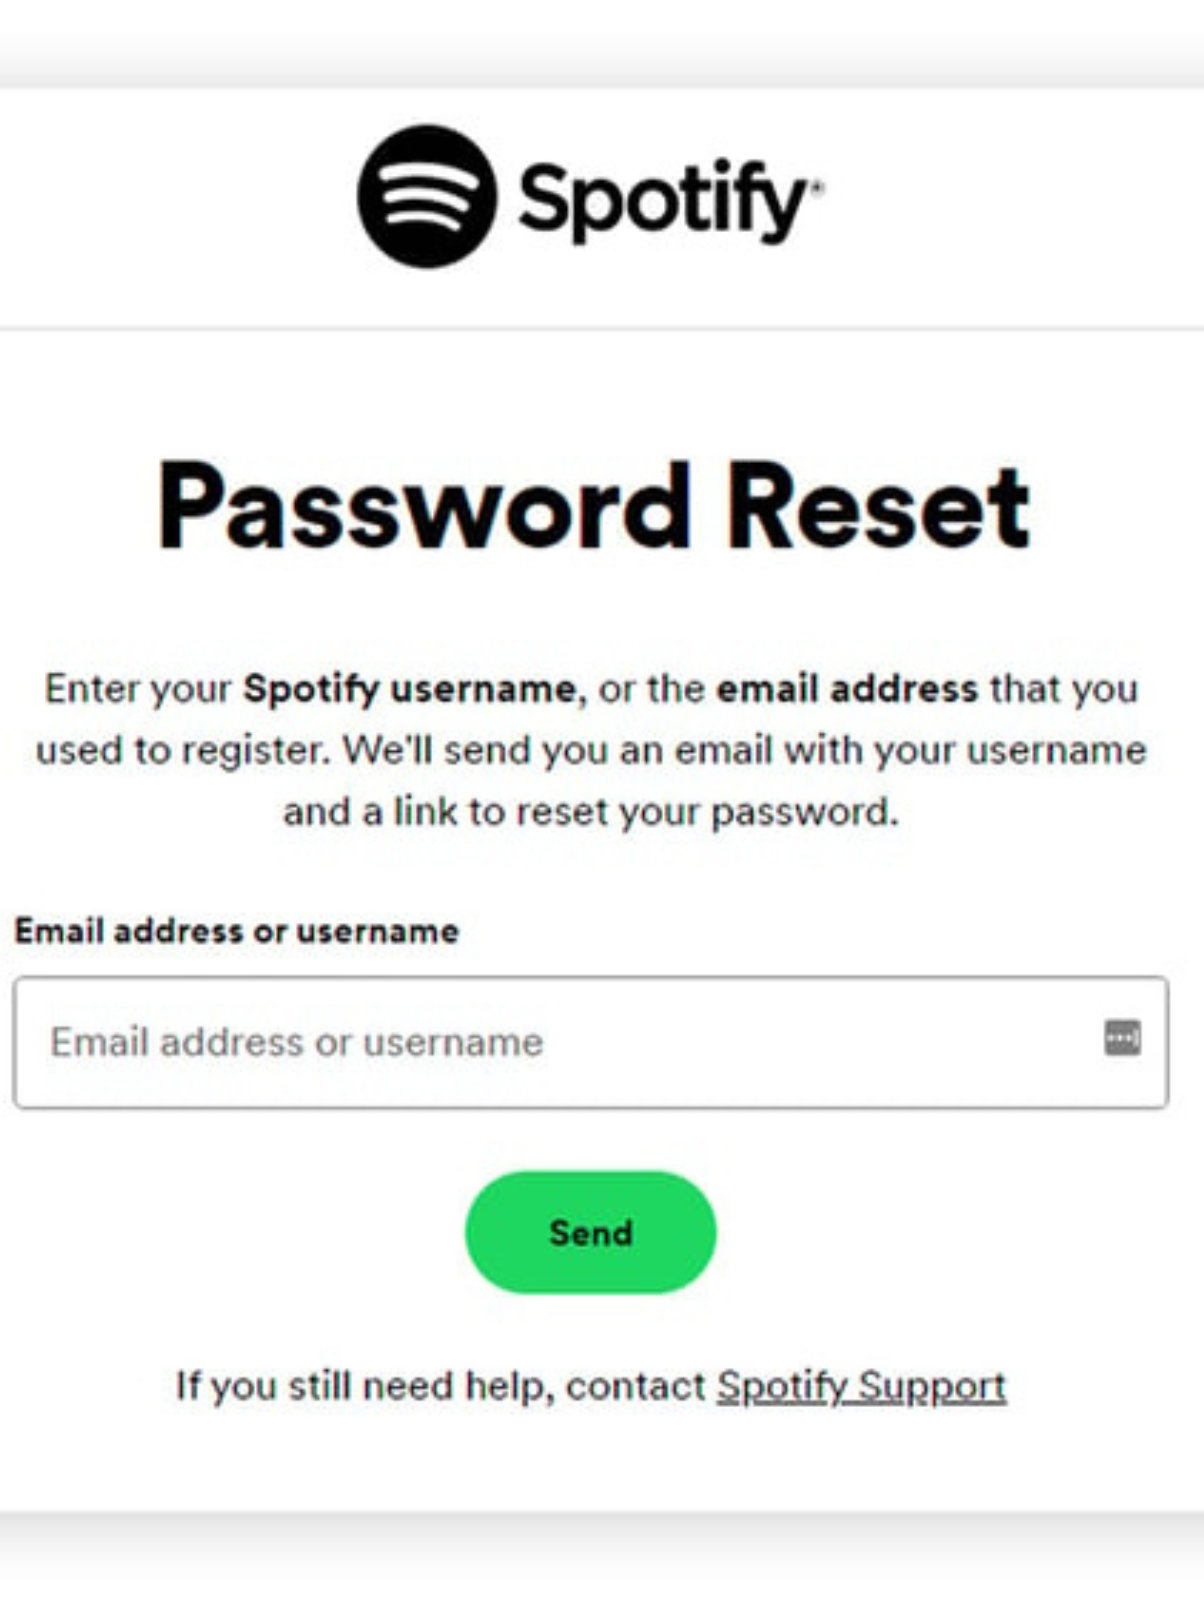 Spotify®
Password Reset
Enter your Spotify username, or the email address that you
used to register. We'll send you an email with your username
and a link to reset your password.
Email address or username
Email address or username
Send
If you still need help, contact Spotify Support